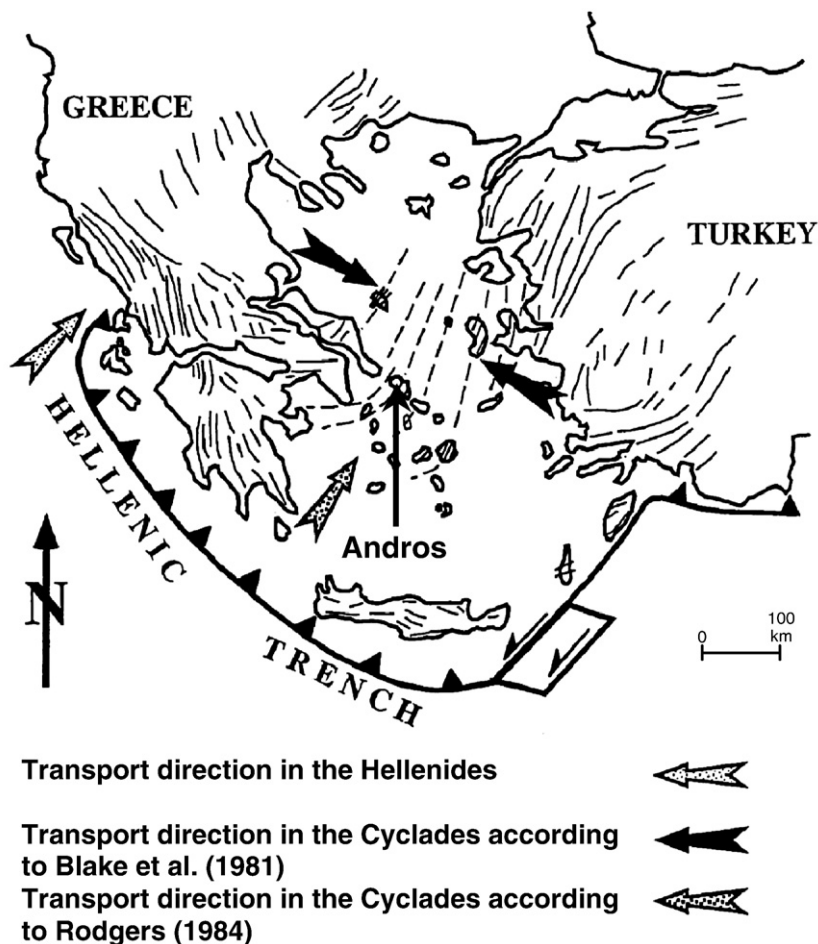 GREECE
TURKEY
HELLENIC
TRENCH
Andros
N
0 100
km
Transport direction in the Hellenides
Transport direction in the Cyclades according
to Blake et al. (1981)
Transport direction in the Cyclades according
to Rodgers (1984)